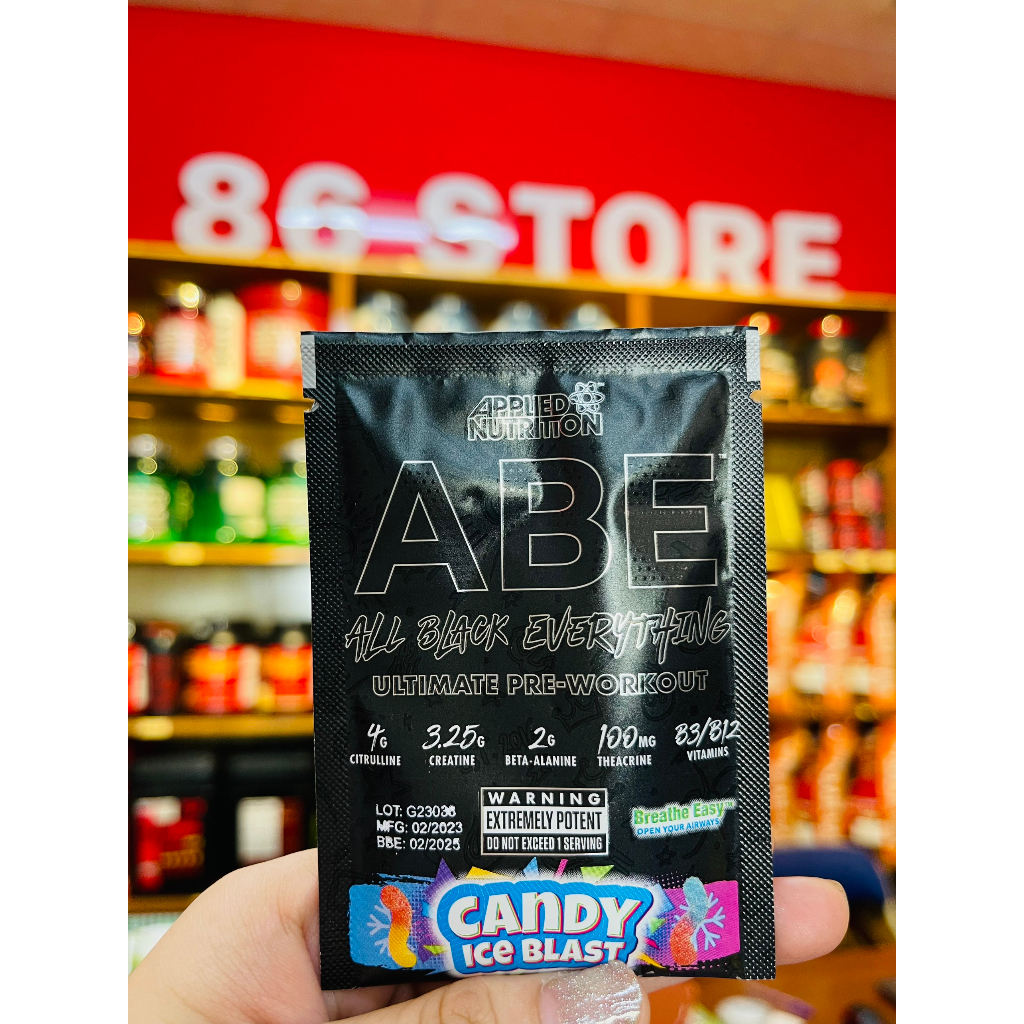 86 STORE
APPLIED
NUTRITION
ABE™
ALL BLACK EVERYTHING
ULTIMATE PRE-WORKOUT
4G
CITRULLINE
3.25G
CREATINE
2G
BETA-ALANINE
100MG
THEACRINE
B3/B12
VITAMINS
LOT: G23036
MFG: 02/2023
BBE: 02/2025
WARNING
EXTREMELY POTENT
DO NOT EXCEED 1 SERVING
Breathe Easy™
OPEN YOUR AIRWAYS
CANDY
ICE BLAST